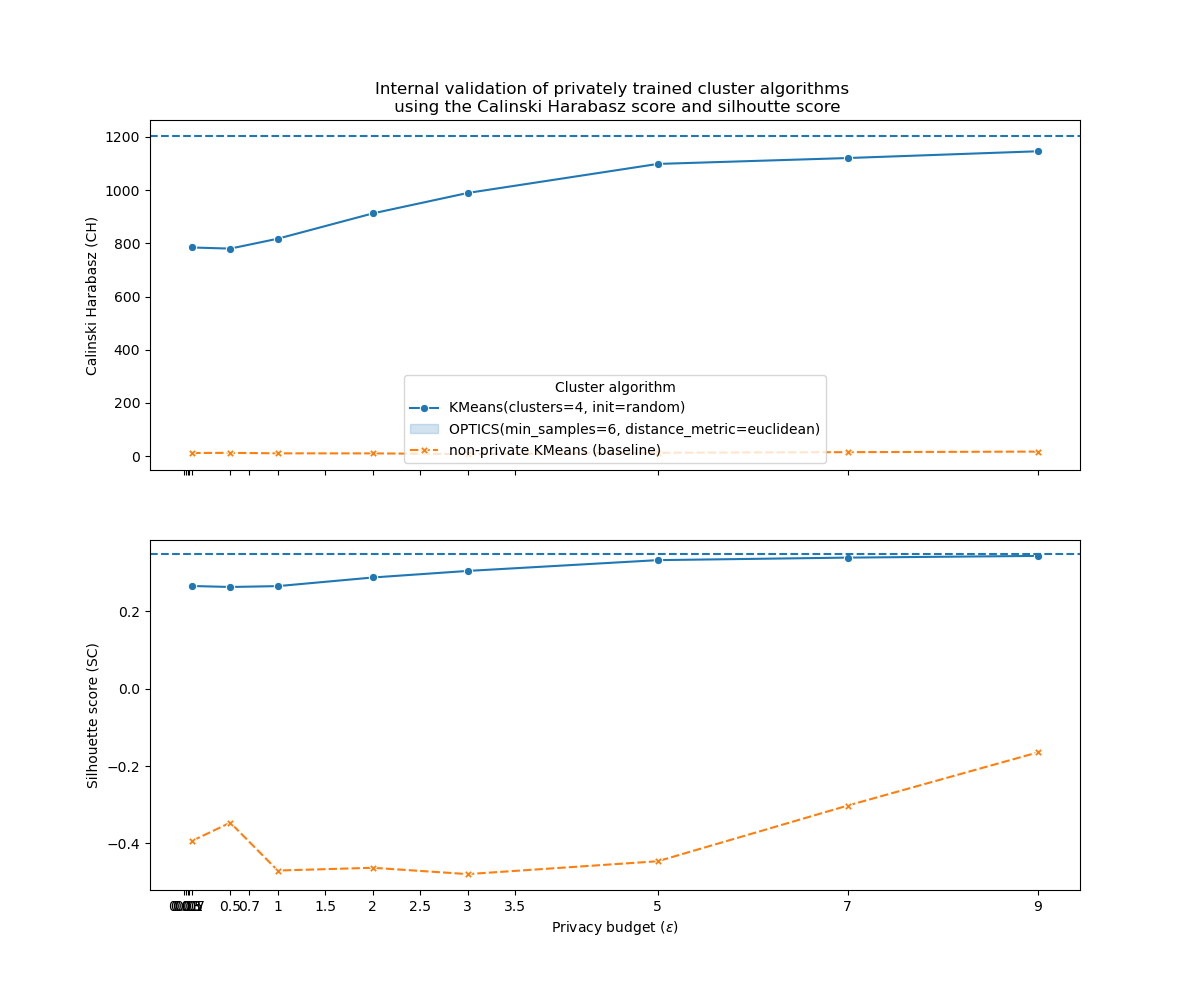 Internal validation of privately trained cluster algorithms
using the Calinski Harabasz score and silhoutte score
1200
1000
800
600
400
200
0
Calinski Harabasz (CH)
Cluster algorithm
KMeans(clusters=4, init=random)
OPTICS(min_samples=6, distance_metric=euclidean)
non-private KMeans (baseline)
0.2
0.0
−0.2
−0.4
Silhouette score (SC)
0.5 0.7 1 1.5 2 2.5 3 3.5 5 7 9
Privacy budget (ε)